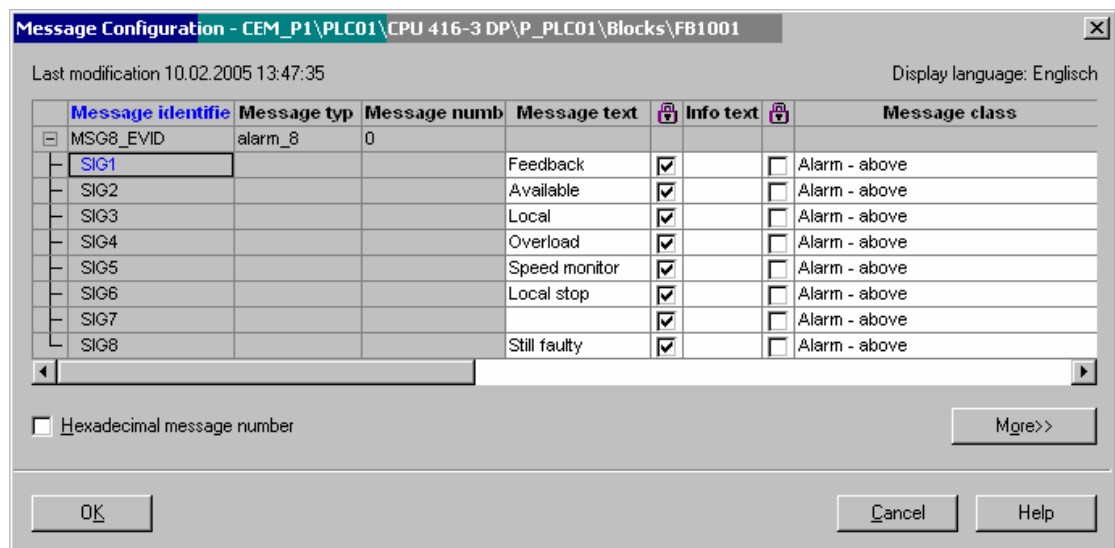 Message Configuration - CEM_P1\PLC01\CPU 416-3 DP\P_PLC01\Blocks\FB1001
Last modification 10.02.2005 13:47:35 Display language: Englisch
Message identifie Message typ Message numb Message text Info text Message class
MSG8_EVID alarm_8 0
SIG1 Feedback Alarm - above
SIG2 Available Alarm - above
SIG3 Local Alarm - above
SIG4 Overload Alarm - above
SIG5 Speed monitor Alarm - above
SIG6 Local stop Alarm - above
SIG7 Alarm - above
SIG8 Still faulty Alarm - above
Hexadecimal message number More>>
OK Cancel Help